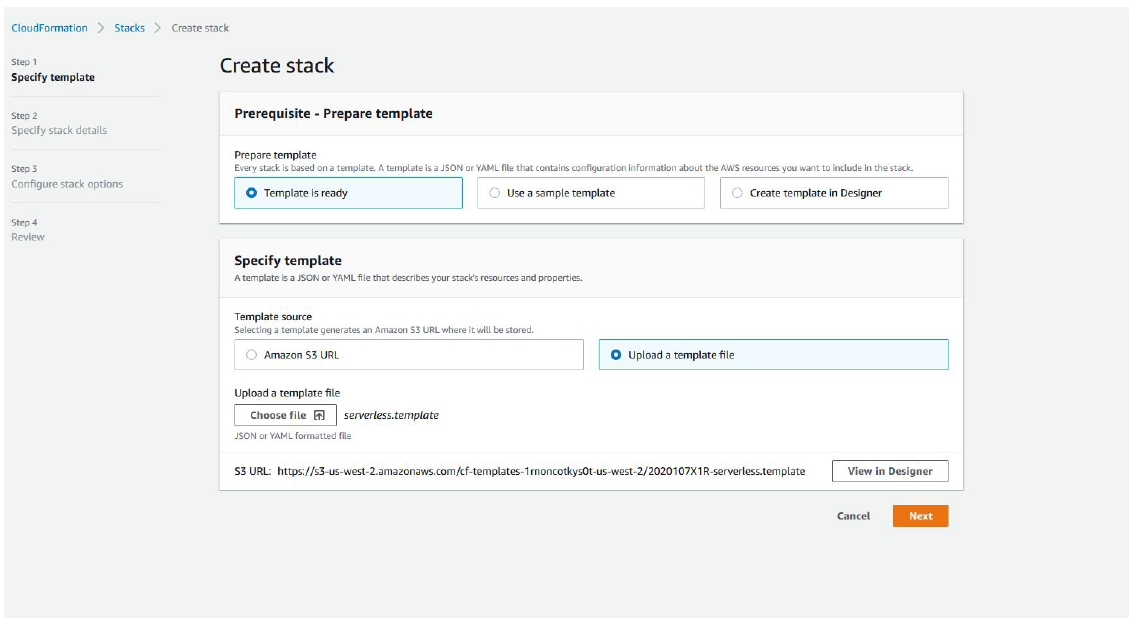 CloudFormation > Stacks > Create stack
Step 1
Specify template
Step 2
Specify stack details
Step 3
Configure stack options
Step 4
Review
Create stack
Prerequisite - Prepare template
Prepare template
Every stack is based on a template. A template is a JSON or YAML file that contains configuration information about the AWS resources you want to include in the stack.
Template is ready
Use a sample template
Create template in Designer
Specify template
A template is a JSON or YAML file that describes your stack's resources and properties.
Template source
Selecting a template generates an Amazon S3 URL where it will be stored.
Amazon S3 URL
Upload a template file
Upload a template file
Choose file serverless.template
JSON or YAML formatted file
S3 URL: https://s3-us-west-2.amazonaws.com/cf-templates-1rnoncotkys0t-us-west-2/2020107X1R-serverless.template
View in Designer
Cancel
Next